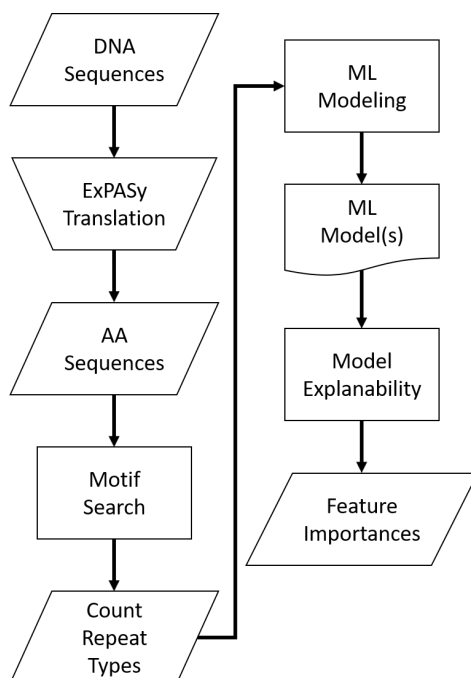 DNA
Sequences
ExPASy
Translation
AA
Sequences
Motif
Search
Count
Repeat
Types
ML
Modeling
ML
Model(s)
Model
Explanability
Feature
Importances